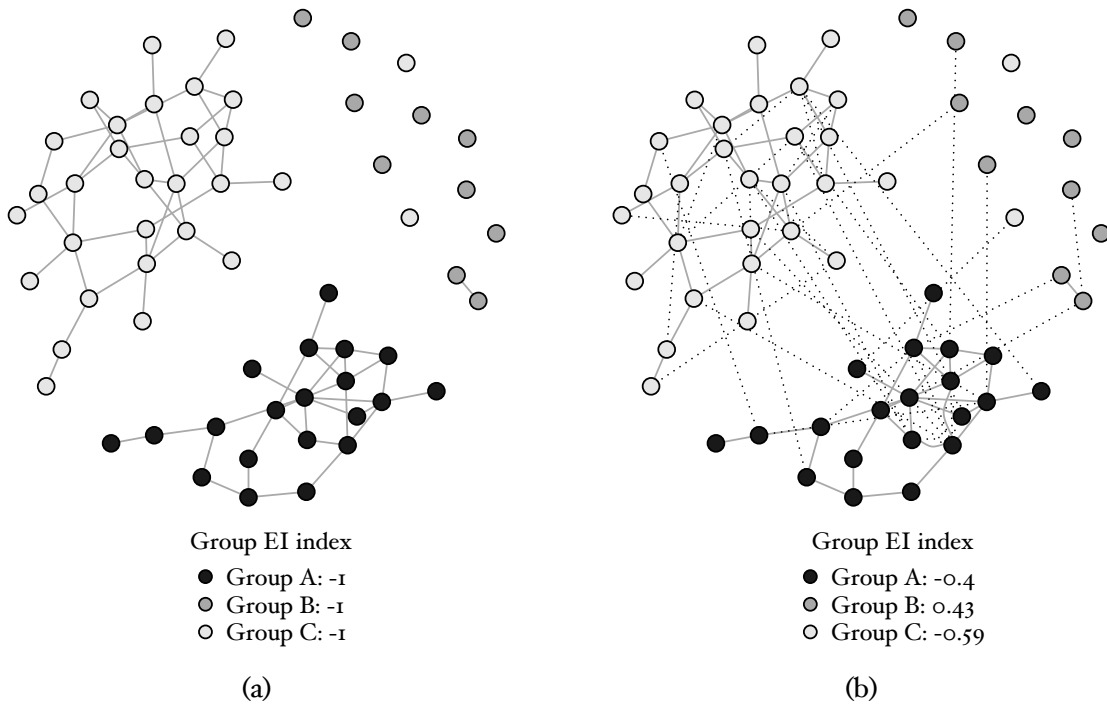 Group EI index
Group A: -1
Group B: -1
Group C: -1
(a)
Group EI index
Group A: -0.4
Group B: 0.43
Group C: -0.59
(b)